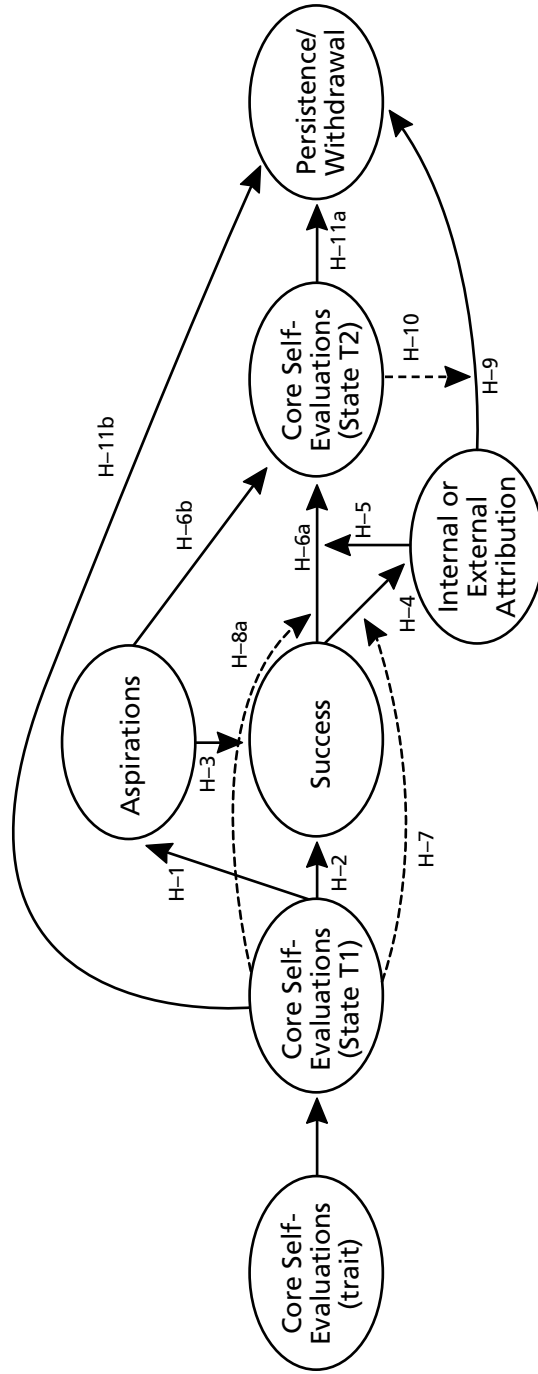 Core Self-
Evaluations
(trait)
Core Self-
Evaluations
(State T1)
H–1
H–2
H–3
Aspirations
Success
H–7
H–8a
H–4
H–5
H–6a
H–6b
Internal or
External
Attribution
Core Self-
Evaluations
(State T2)
H–10
H–9
H–11a
H–11b
Persistence/
Withdrawal